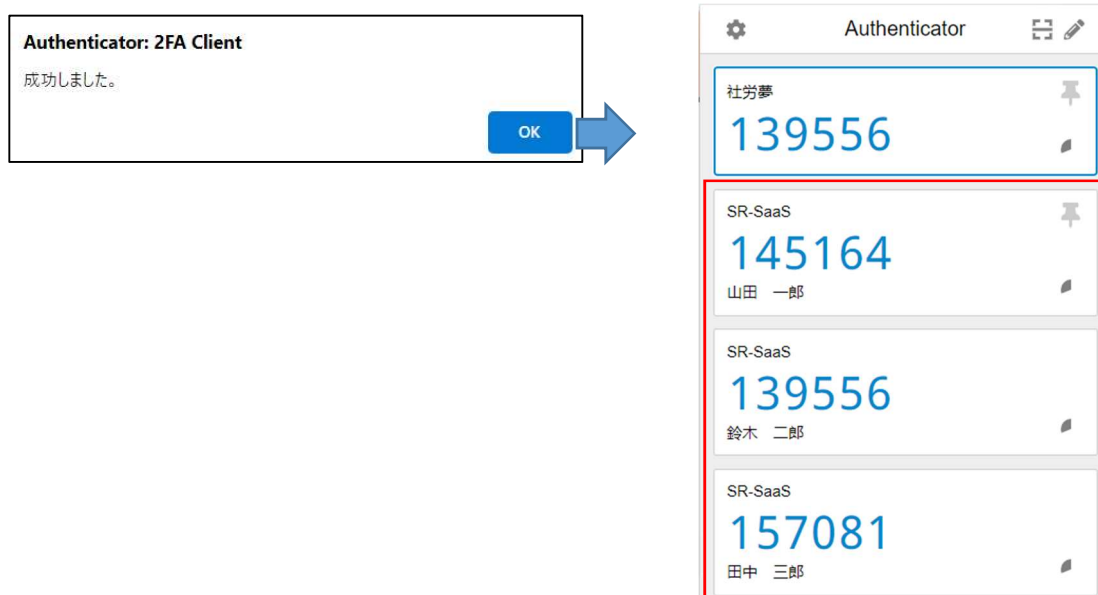 Authenticator: 2FA Client
成功しました。
OK
Authenticator
社労夢
139556
SR-SaaS
145164
山田　一郎
SR-SaaS
139556
鈴木　二郎
SR-SaaS
157081
田中　三郎